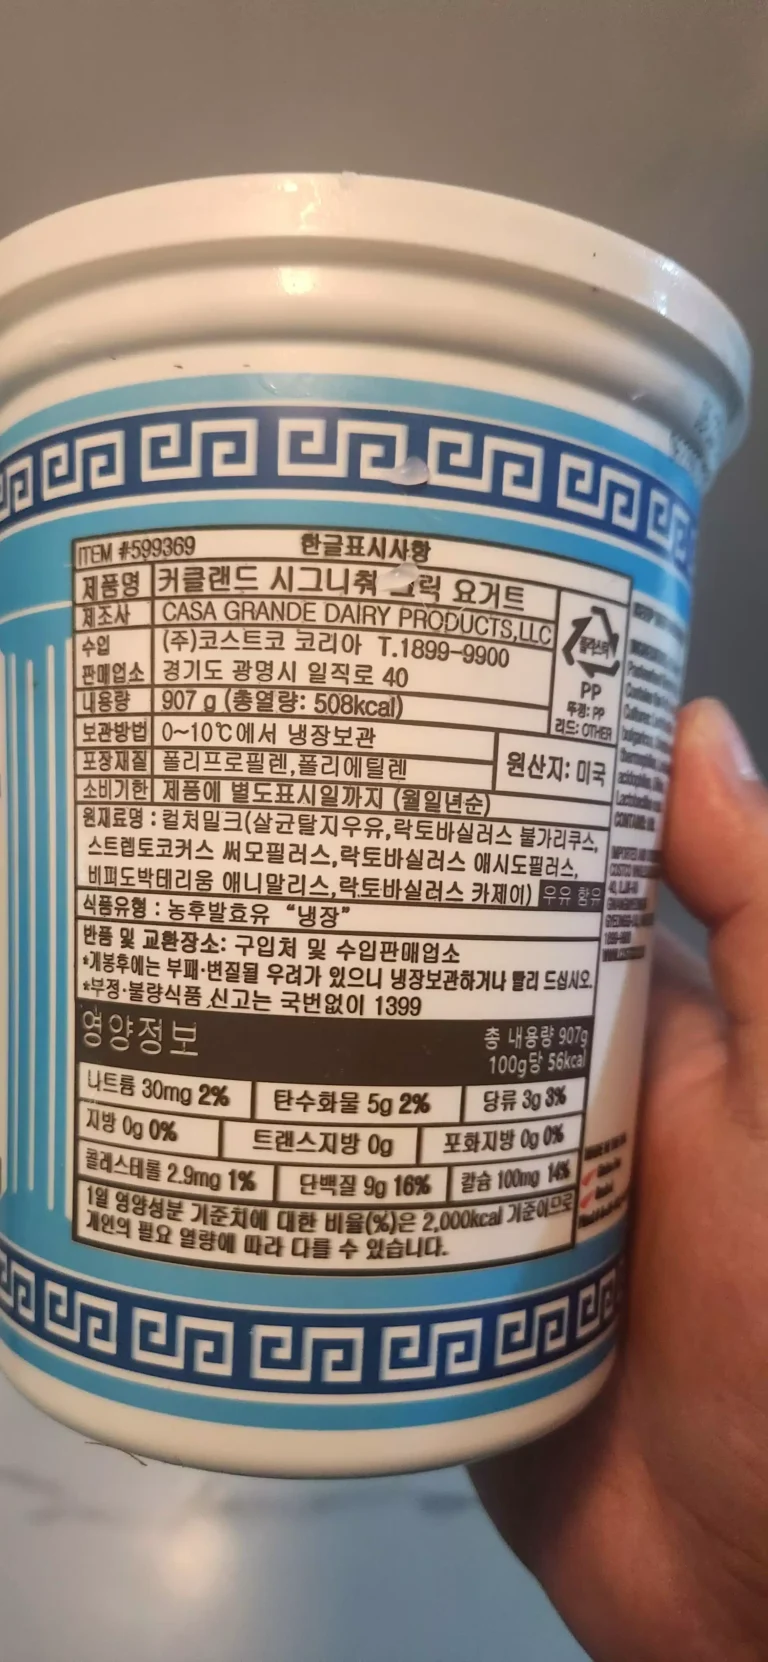 ITEM #599369 한글표시사항
제품명 커클랜드 시그니춰 그릭 요거트
제조사 CASA GRANDE DAIRY PRODUCTS,LLC
수입 (주)코스트코 코리아 T.1899-9900
판매업소 경기도 광명시 일직로 40
내용량 907 g (총열량: 508kcal)
플라스틱
PP
뚜껑: PP
리드: OTHER
보관방법 0~10℃에서 냉장보관
포장재질 폴리프로필렌,폴리에틸렌
원산지: 미국
소비기한 제품에 별도표시일까지 (월일년순)
원재료명 : 컬처밀크(살균탈지우유,락토바실러스 불가리쿠스,
스트렙토코커스 써모필러스,락토바실러스 애시도필러스,
비피도박테리움 애니말리스,락토바실러스 카제이) 우유 함유
식품유형 : 농후발효유 “냉장”
반품 및 교환장소: 구입처 및 수입판매업소
*개봉후에는 부패·변질될 우려가 있으니 냉장보관하거나 빨리 드십시오.
*부정·불량식품 신고는 국번없이 1399
영양정보
총 내용량 907g
100g당 56kcal
나트륨 30mg 2% 탄수화물 5g 2% 당류 3g 3%
지방 0g 0% 트랜스지방 0g 포화지방 0g 0%
콜레스테롤 2.9mg 1% 단백질 9g 16% 칼슘 100mg 14%
1일 영양성분 기준치에 대한 비율(%)은 2,000kcal 기준이므로
개인의 필요 열량에 따라 다를 수 있습니다.